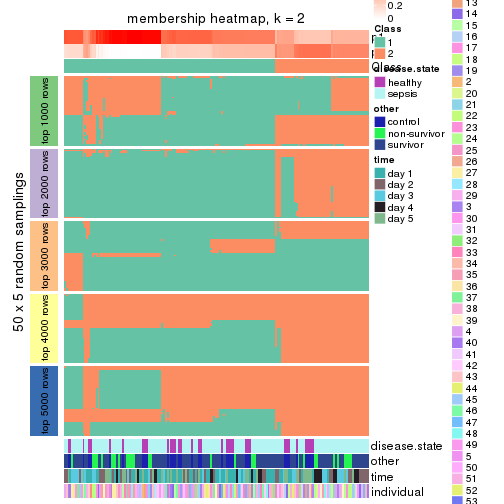 membership heatmap, k = 2
50 x 5 random samplings
top 1000 rows
top 2000 rows
top 3000 rows
top 4000 rows
top 5000 rows
Class
disease.state
other
time
individual
0.2
0
Class
1
2
disease.state
healthy
sepsis
other
control
non-survivor
survivor
time
day 1
day 2
day 3
day 4
day 5
13
14
15
16
17
18
19
2
20
21
22
23
24
25
26
27
28
29
3
30
31
32
33
34
35
36
37
38
39
4
40
41
42
43
44
45
46
47
48
49
5
50
51
52
53